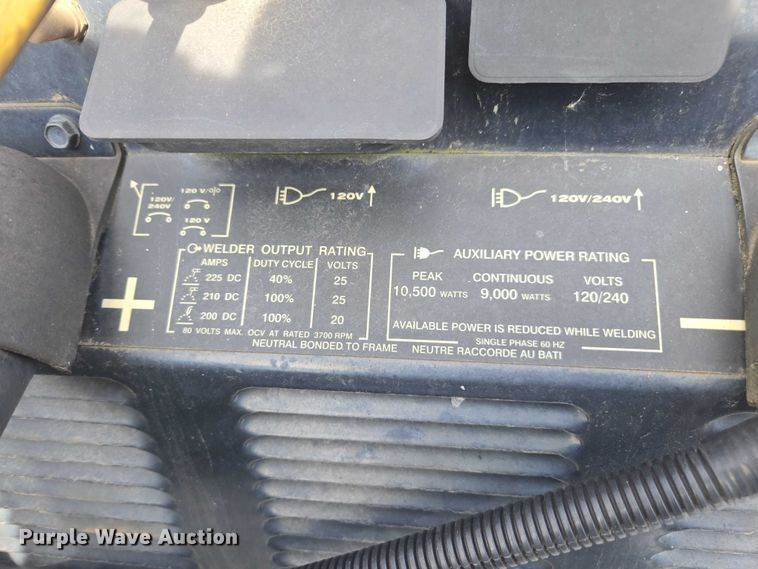 120 V/
120V/
240V
120 V
120V
120V/240V
WELDER OUTPUT RATING
AMPS DUTY CYCLE VOLTS
225 DC 40% 25
210 DC 100% 25
200 DC 100% 20
80 VOLTS MAX. OCV AT RATED 3700 RPM
AUXILIARY POWER RATING
PEAK CONTINUOUS VOLTS
10,500 WATTS 9,000 WATTS 120/240
AVAILABLE POWER IS REDUCED WHILE WELDING
SINGLE PHASE 60 HZ
NEUTRAL BONDED TO FRAME NEUTRE RACCORDE AU BATI
Purple Wave Auction